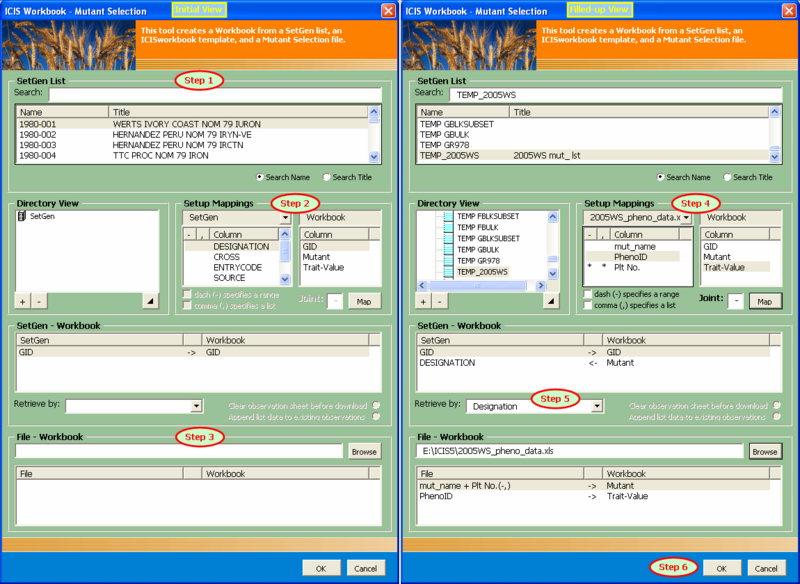 ICIS Workbook - Mutant Selection
Initial View
This tool creates a Workbook from a SetGen list, an
ICISworkbook template, and a Mutant Selection file.
SetGen List
Step 1
Search:
Name Title
1980-001 WERTS IVORY COAST NOM 79 IURON
1980-002 HERNANDEZ PERU NOM 79 IRYN-VE
1980-003 HERNANDEZ PERU NOM 79 IRCTN
1980-004 TTC PROC NOM 79 IRON
Search Name Search Title
Directory View
SetGen
+ -
Setup Mappings
Step 2
SetGen Workbook
- , Column Column
DESIGNATION GID
CROSS Mutant
ENTRYCODE Trait-Value
SOURCE
dash (-) specifies a range
comma (,) specifies a list
Joint: - Map
SetGen - Workbook
SetGen Workbook
GID -> GID
Retrieve by:
Clear observation sheet before download
Append list data to existing observations
File - Workbook
Step 3
Browse
File Workbook
OK Cancel
ICIS Workbook - Mutant Selection
Filled-up View
This tool creates a Workbook from a SetGen list, an
ICISworkbook template, and a Mutant Selection file.
SetGen List
Search: TEMP_2005WS
Name Title
TEMP GBLKSUBSET
TEMP GBULK
TEMP GR978
TEMP_2005WS 2005WS mut_ lst
Search Name Search Title
Directory View
TEMP FBLKSUBSET
TEMP FBULK
TEMP GBLKSUBSET
TEMP GBULK
TEMP GR978
TEMP_2005WS
+ -
Setup Mappings
Step 4
2005WS_pheno_data.x Workbook
- , Column Column
mut_name GID
PhenoID Mutant
* * Plt No. Trait-Value
dash (-) specifies a range
comma (,) specifies a list
Joint: - Map
SetGen - Workbook
SetGen Workbook
GID -> GID
DESIGNATION <- Mutant
Retrieve by: Designation
Step 5
Clear observation sheet before download
Append list data to existing observations
File - Workbook
E:\ICIS5\2005WS_pheno_data.xls Browse
File Workbook
mut_name + Plt No.(-,) -> Mutant
PhenoID -> Trait-Value
Step 6
OK Cancel